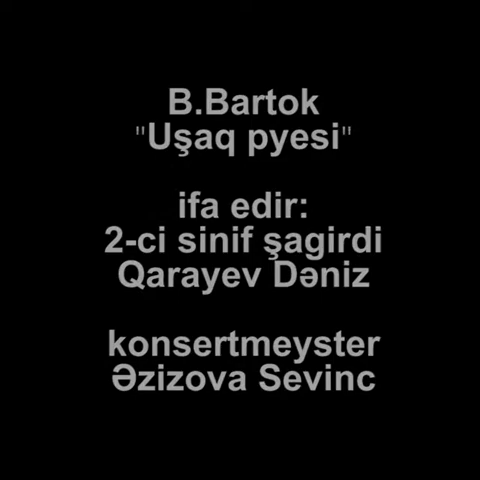 B.Bartok
"Uşaq pyesi"
ifa edir:
2-ci sinif şagirdi
Qarayev Dəniz
konsertmeyster
Əzizova Sevinc